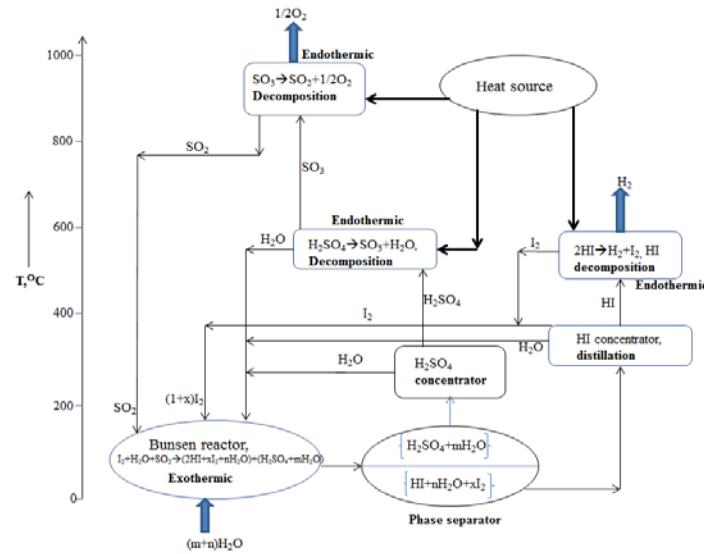 1/2O₂
1000
Endothermic
SO₃→SO₂+1/2O₂
Decomposition
Heat source
800
SO₂
SO₃
H₂
600
Endothermic
H₂O
H₂SO₄→SO₃+H₂O,
Decomposition
I₂
2HI→H₂+I₂, HI
decomposition
Endothermic
T,⁰C
400
H₂SO₄
HI
I₂
H₂O
HI concentrator,
distillation
H₂O
H₂SO₄
concentrator
200
SO₂
(1+x)I₂
Bunsen reactor,
I₂+H₂O+SO₂→(2HI+xI₂+nH₂O)+(H₂SO₄+mH₂O)
Exothermic
{H₂SO₄+mH₂O}
{HI+nH₂O+xI₂}
0
Phase separator
(m+n)H₂O